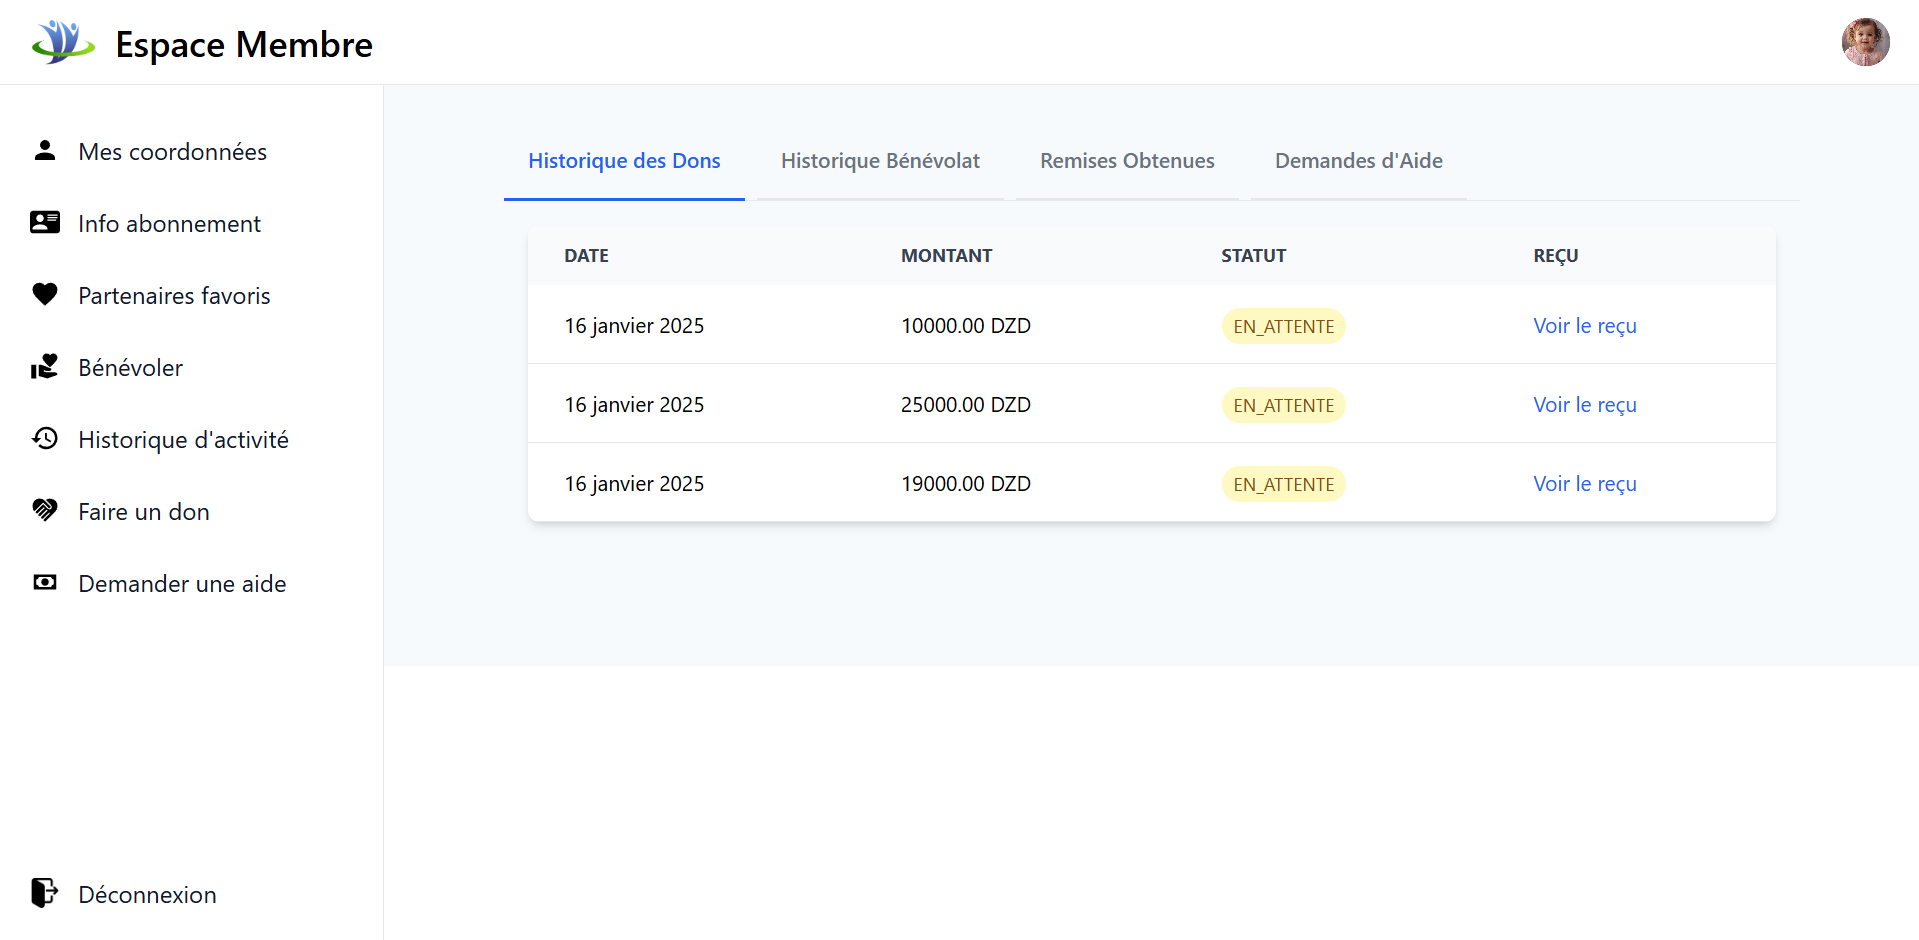 Espace Membre
Mes coordonnées
Info abonnement
Partenaires favoris
Bénévoler
Historique d'activité
Faire un don
Demander une aide
Déconnexion
Historique des Dons Historique Bénévolat Remises Obtenues Demandes d'Aide
DATE MONTANT STATUT REÇU
16 janvier 2025 10000.00 DZD EN_ATTENTE Voir le reçu
16 janvier 2025 25000.00 DZD EN_ATTENTE Voir le reçu
16 janvier 2025 19000.00 DZD EN_ATTENTE Voir le reçu